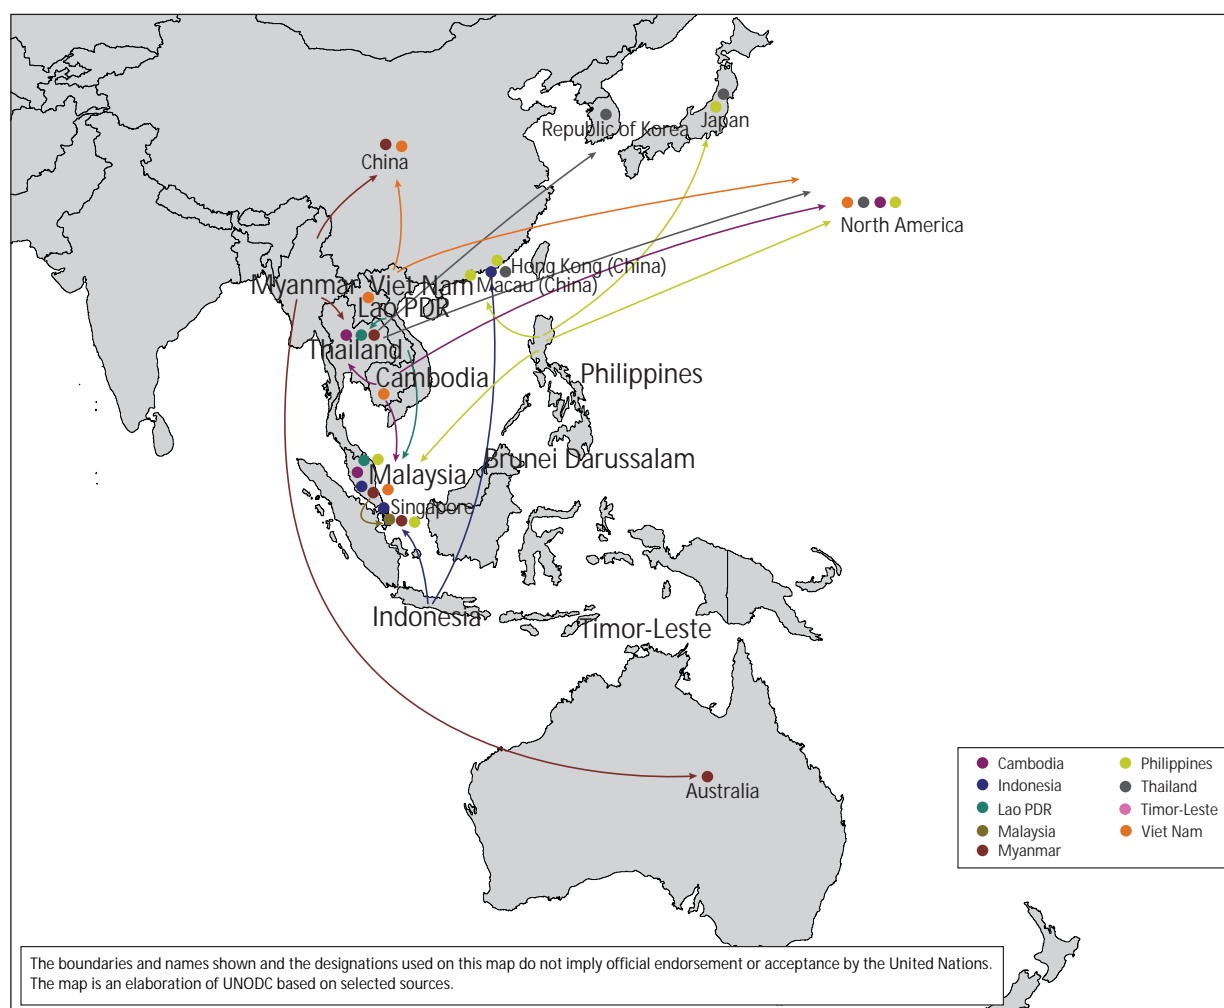 Republic of Korea
Japan
China
North America
Hong Kong (China)
Myanmar
Viet Nam
Macau (China)
Lao PDR
Thailand
Cambodia
Philippines
Brunei Darussalam
Malaysia
Singapore
Indonesia
Timor-Leste
Australia
Cambodia
Indonesia
Lao PDR
Malaysia
Myanmar
Philippines
Thailand
Timor-Leste
Viet Nam
The boundaries and names shown and the designations used on this map do not imply official endorsement or acceptance by the United Nations.
The map is an elaboration of UNODC based on selected sources.